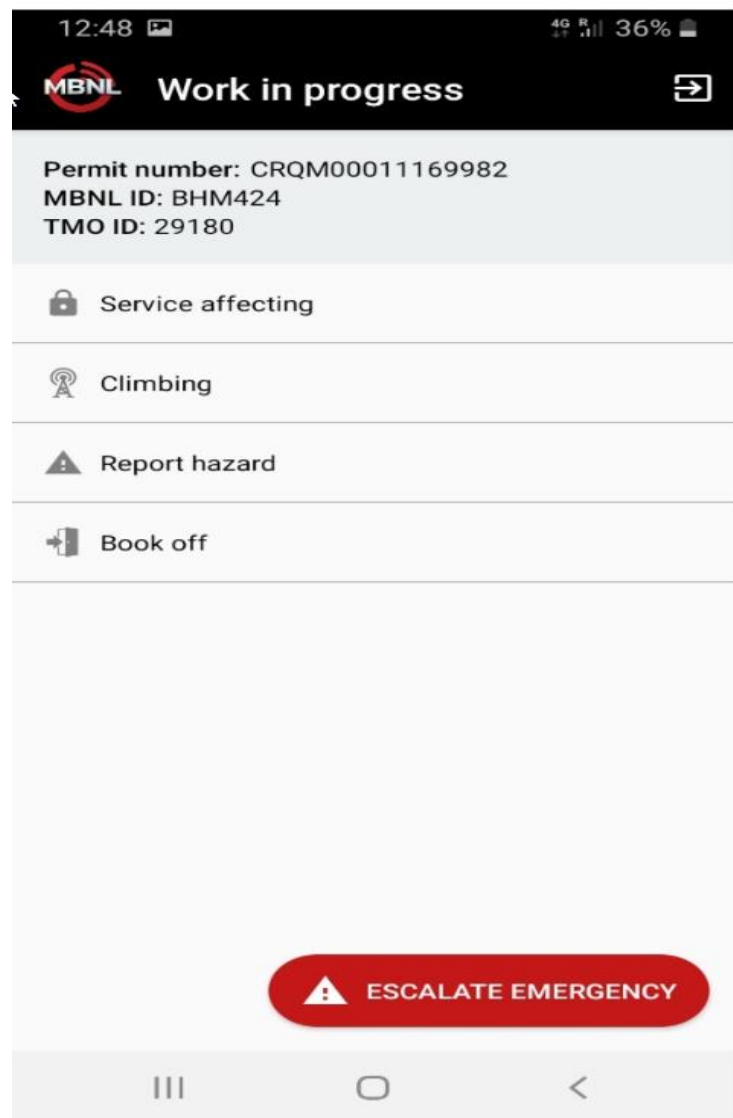 12:48 4G R 36%
MBNL Work in progress
Permit number: CRQM00011169982
MBNL ID: BHM424
TMO ID: 29180
Service affecting
Climbing
Report hazard
Book off
ESCALATE EMERGENCY